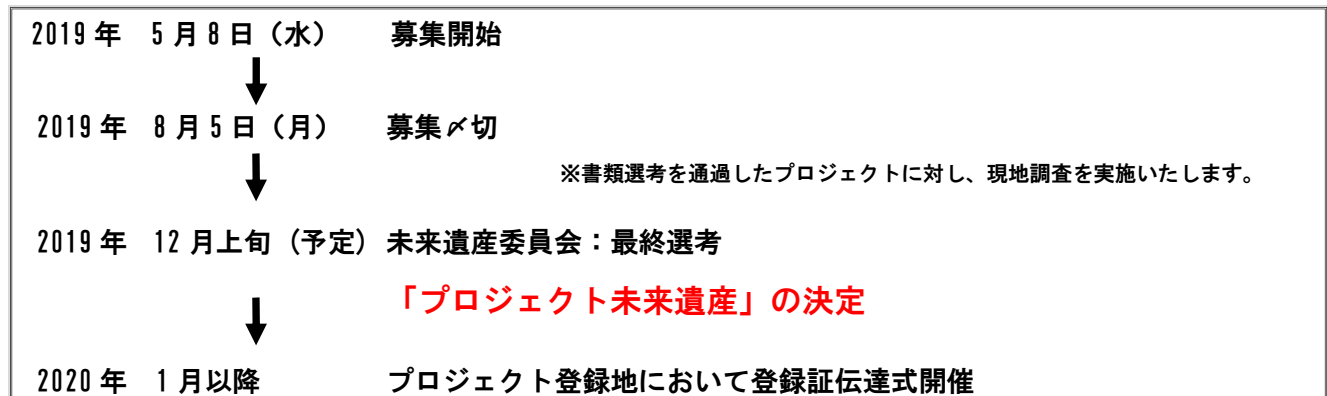 2019年 5月8日（水） 募集開始
2019年 8月5日（月） 募集〆切
※書類選考を通過したプロジェクトに対し、現地調査を実施いたします。
2019年 12月上旬（予定） 未来遺産委員会：最終選考
「プロジェクト未来遺産」の決定
2020年 1月以降 プロジェクト登録地において登録証伝達式開催